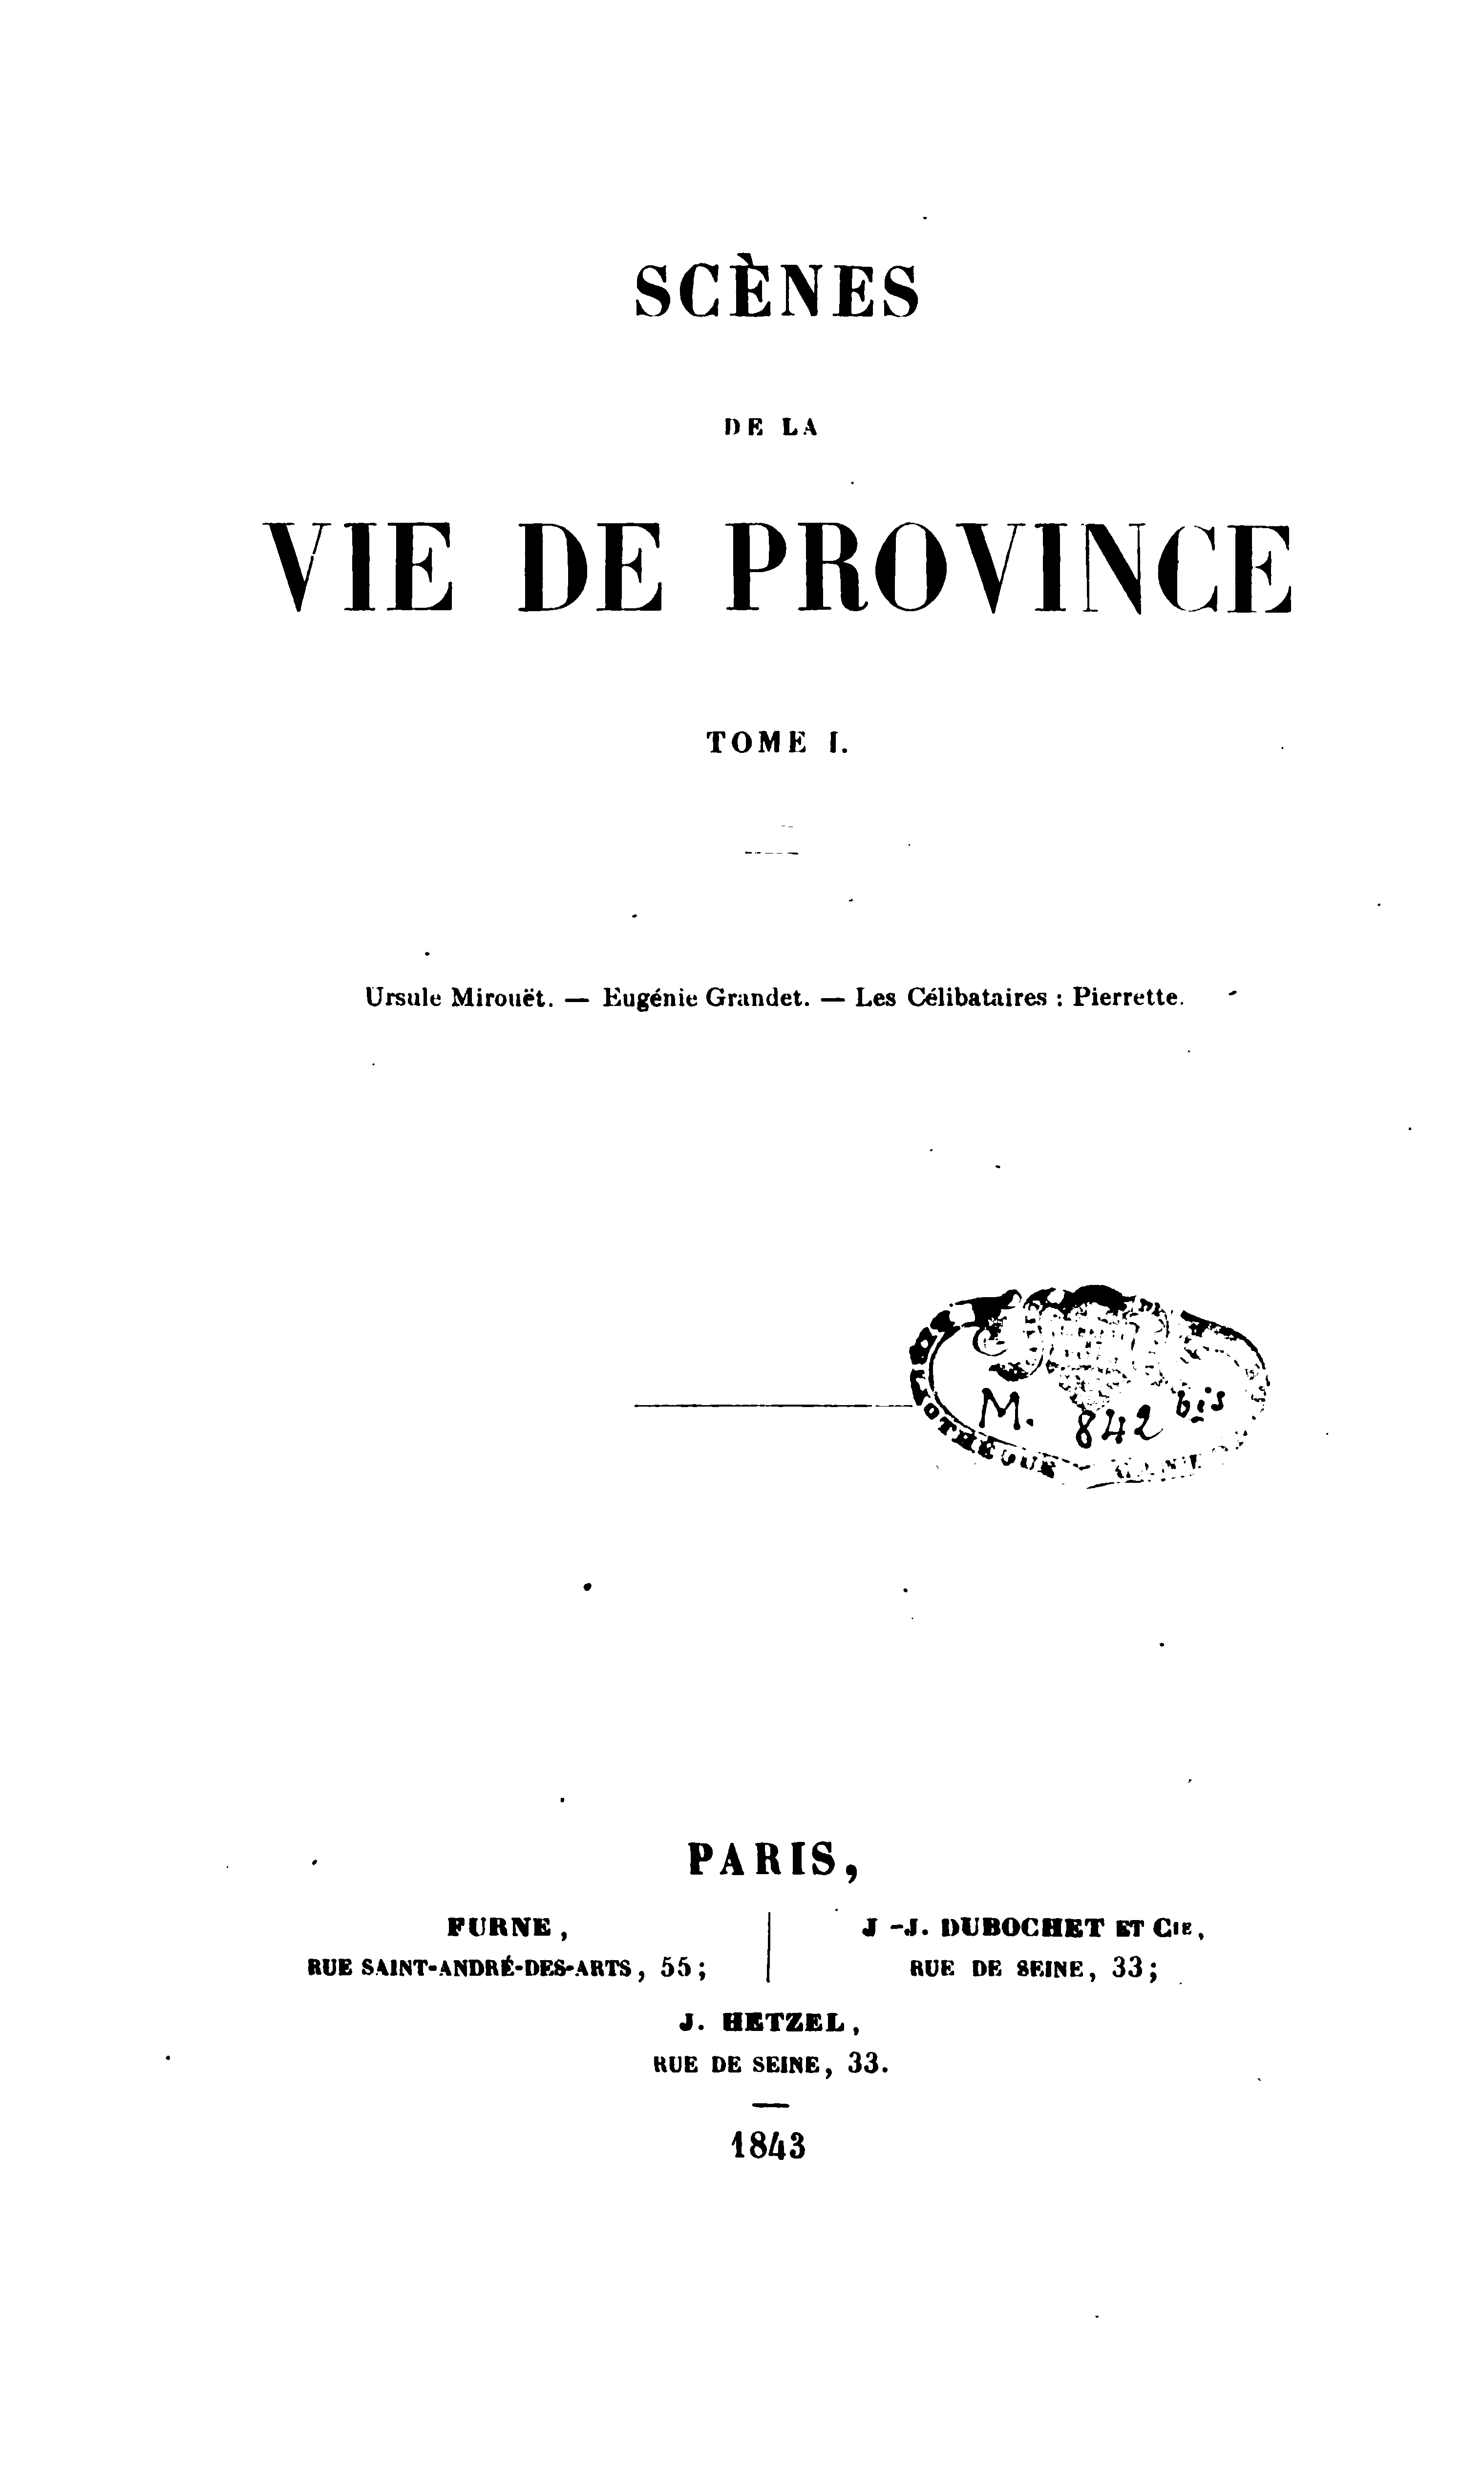 SCÈNES
DE LA
VIE DE PROVINCE
TOME I.
Ursule Mirouët. — Eugénie Grandet. — Les Célibataires : Pierrette.
M. 842 bis
PARIS,
FURNE,
RUE SAINT-ANDRÉ-DES-ARTS, 55;
J.-J. DUBOCHET ET Cie,
RUE DE SEINE, 33;
J. HETZEL,
RUE DE SEINE, 33.
1843